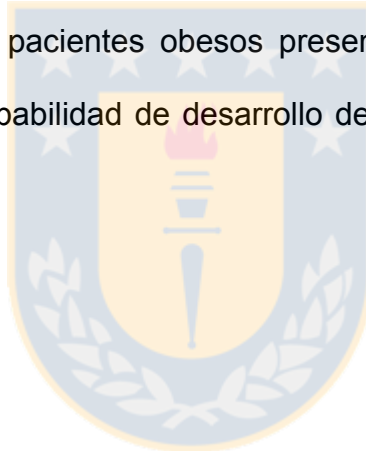 pacientes obesos presen
babilidad de desarrollo de